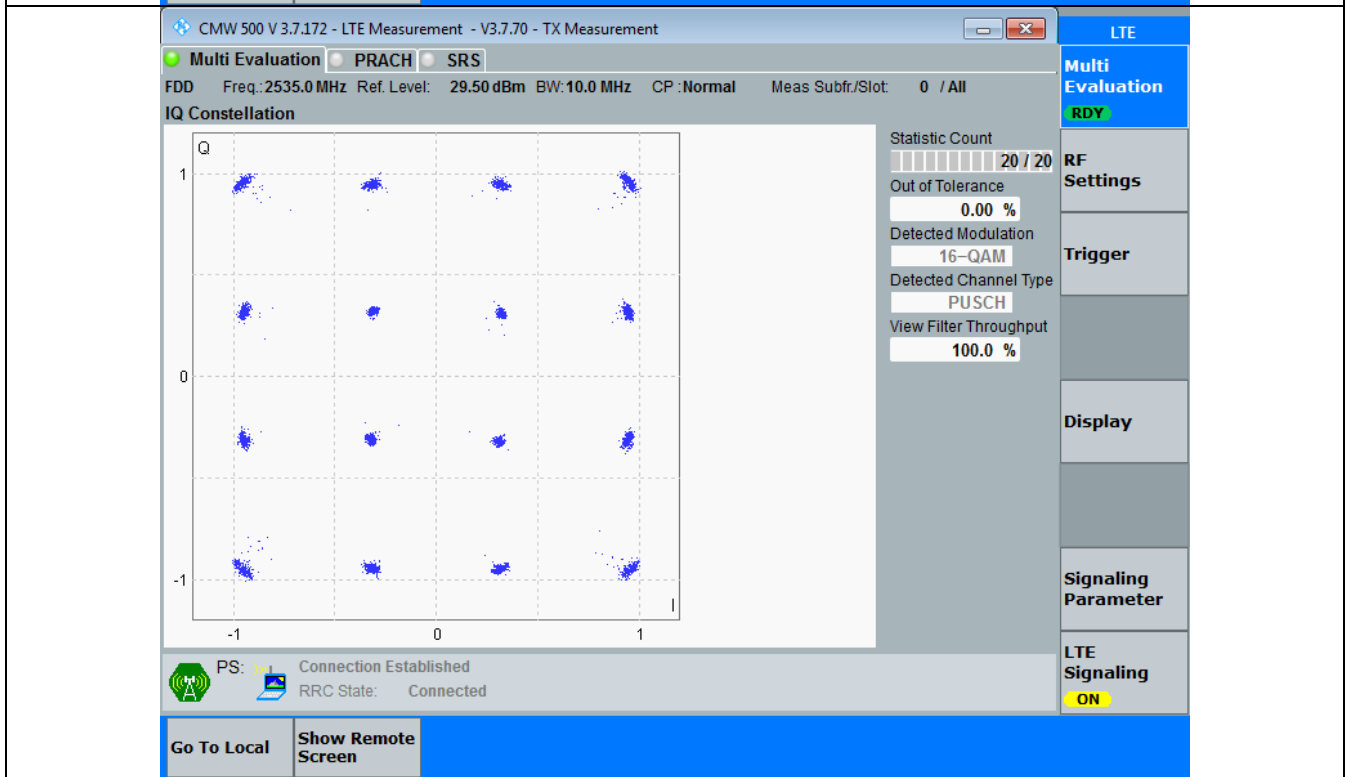 CMW 500 V 3.7.172 - LTE Measurement - V3.7.70 - TX Measurement
LTE
Multi Evaluation PRACH SRS
FDD Freq.: 2535.0 MHz Ref. Level: 29.50 dBm BW: 10.0 MHz CP : Normal Meas Subfr./Slot: 0 / All
IQ Constellation
Q
1
0
-1
-1 0 1
I
Statistic Count
20 / 20
Out of Tolerance
0.00 %
Detected Modulation
16-QAM
Detected Channel Type
PUSCH
View Filter Throughput
100.0 %
Multi
Evaluation
RDY
RF
Settings
Trigger
Display
Signaling
Parameter
LTE
Signaling
ON
PS: Connection Established
RRC State: Connected
Go To Local
Show Remote
Screen